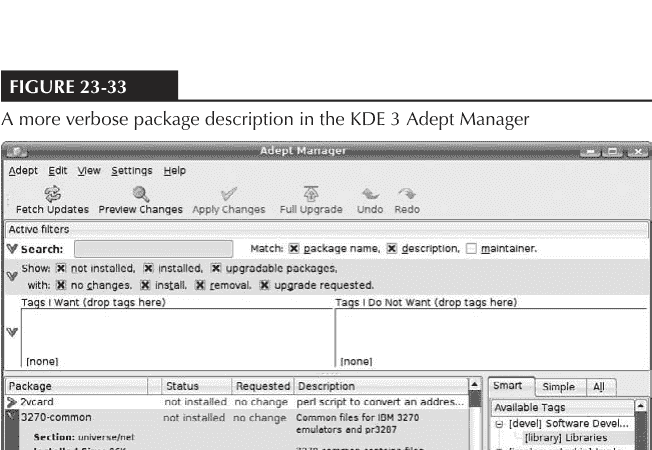 FIGURE 23-33
A more verbose package description in the KDE 3 Adept Manager
Adept Manager
Adept Edit View Settings Help
Fetch Updates Preview Changes Apply Changes Full Upgrade Undo Redo
Active filters
Search: Match: package name, description, maintainer.
Show: not installed, installed, upgradable packages,
with: no changes, install, removal, upgrade requested.
Tags I Want (drop tags here) Tags I Do Not Want (drop tags here)
[none] [none]
Package Status Requested Description Smart Simple All
2vcard not installed no change perl script to convert an addres... Available Tags
3270-common not installed no change Common files for IBM 3270 [devel] Software Devel...
emulators and pr3287 [library] Libraries
Section: universe/net